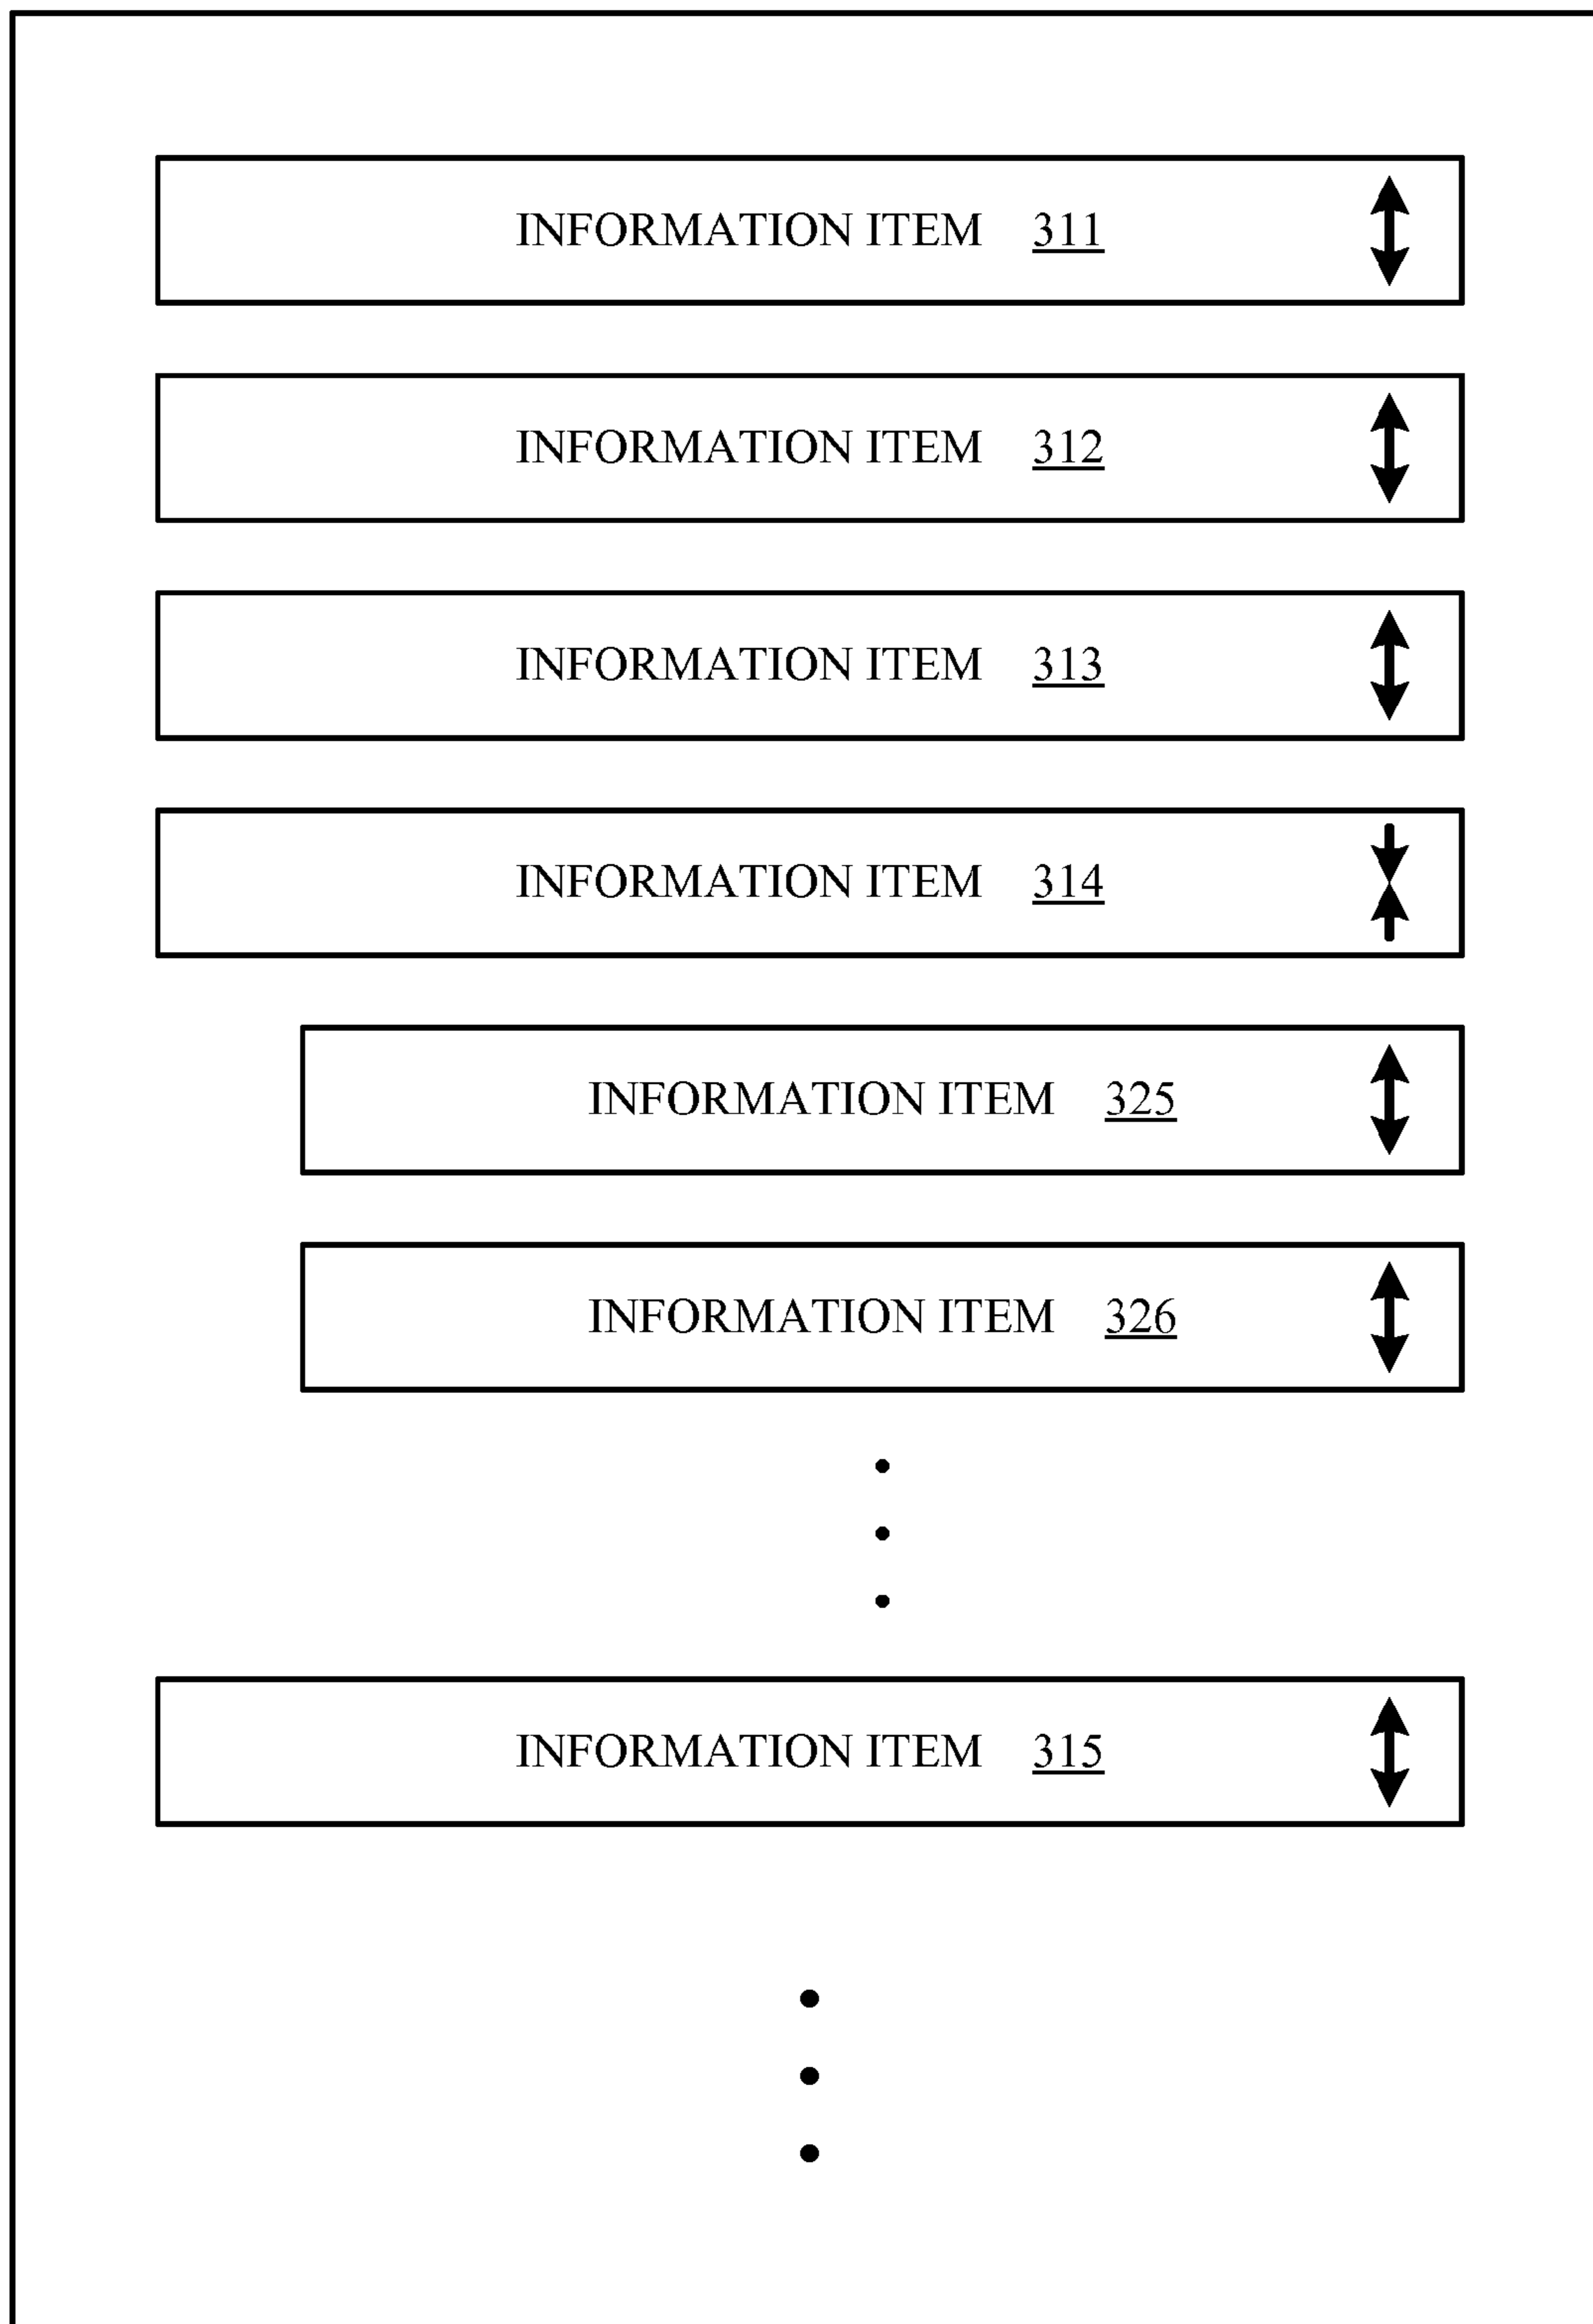 INFORMATION ITEM 311
INFORMATION ITEM 312
INFORMATION ITEM 313
INFORMATION ITEM 314
INFORMATION ITEM 325
INFORMATION ITEM 326
INFORMATION ITEM 315